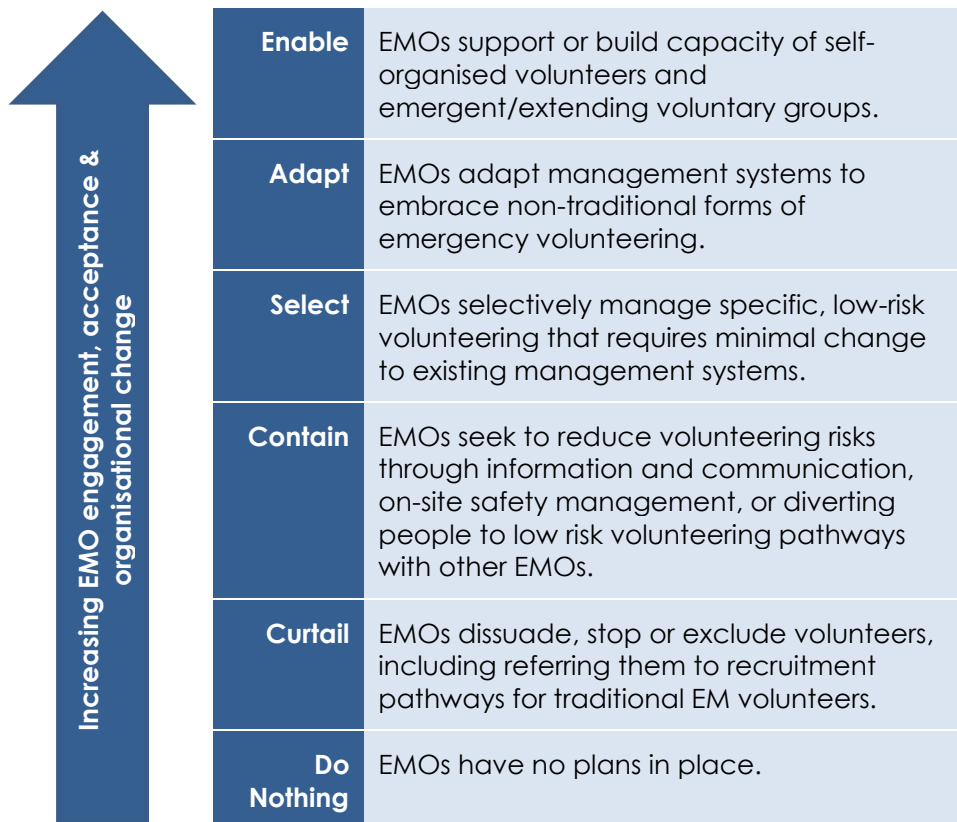 Increasing EMO engagement, acceptance &
organisational change
Enable
EMOs support or build capacity of self-
organised volunteers and
emergent/extending voluntary groups.
Adapt
EMOs adapt management systems to
embrace non-traditional forms of
emergency volunteering.
Select
EMOs selectively manage specific, low-risk
volunteering that requires minimal change
to existing management systems.
Contain
EMOs seek to reduce volunteering risks
through information and communication,
on-site safety management, or diverting
people to low risk volunteering pathways
with other EMOs.
Curtail
EMOs dissuade, stop or exclude volunteers,
including referring them to recruitment
pathways for traditional EM volunteers.
Do
Nothing
EMOs have no plans in place.